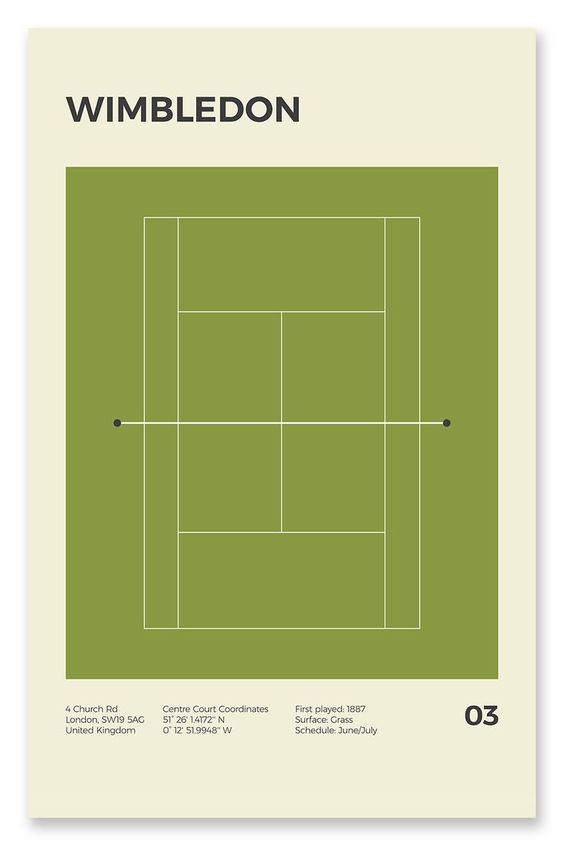 WIMBLEDON
4 Church Rd
London, SW19 5AG
United Kingdom
Centre Court Coordinates
51° 26' 1.4172" N
0° 12' 51.9948" W
First played: 1887
Surface: Grass
Schedule: June/July
03